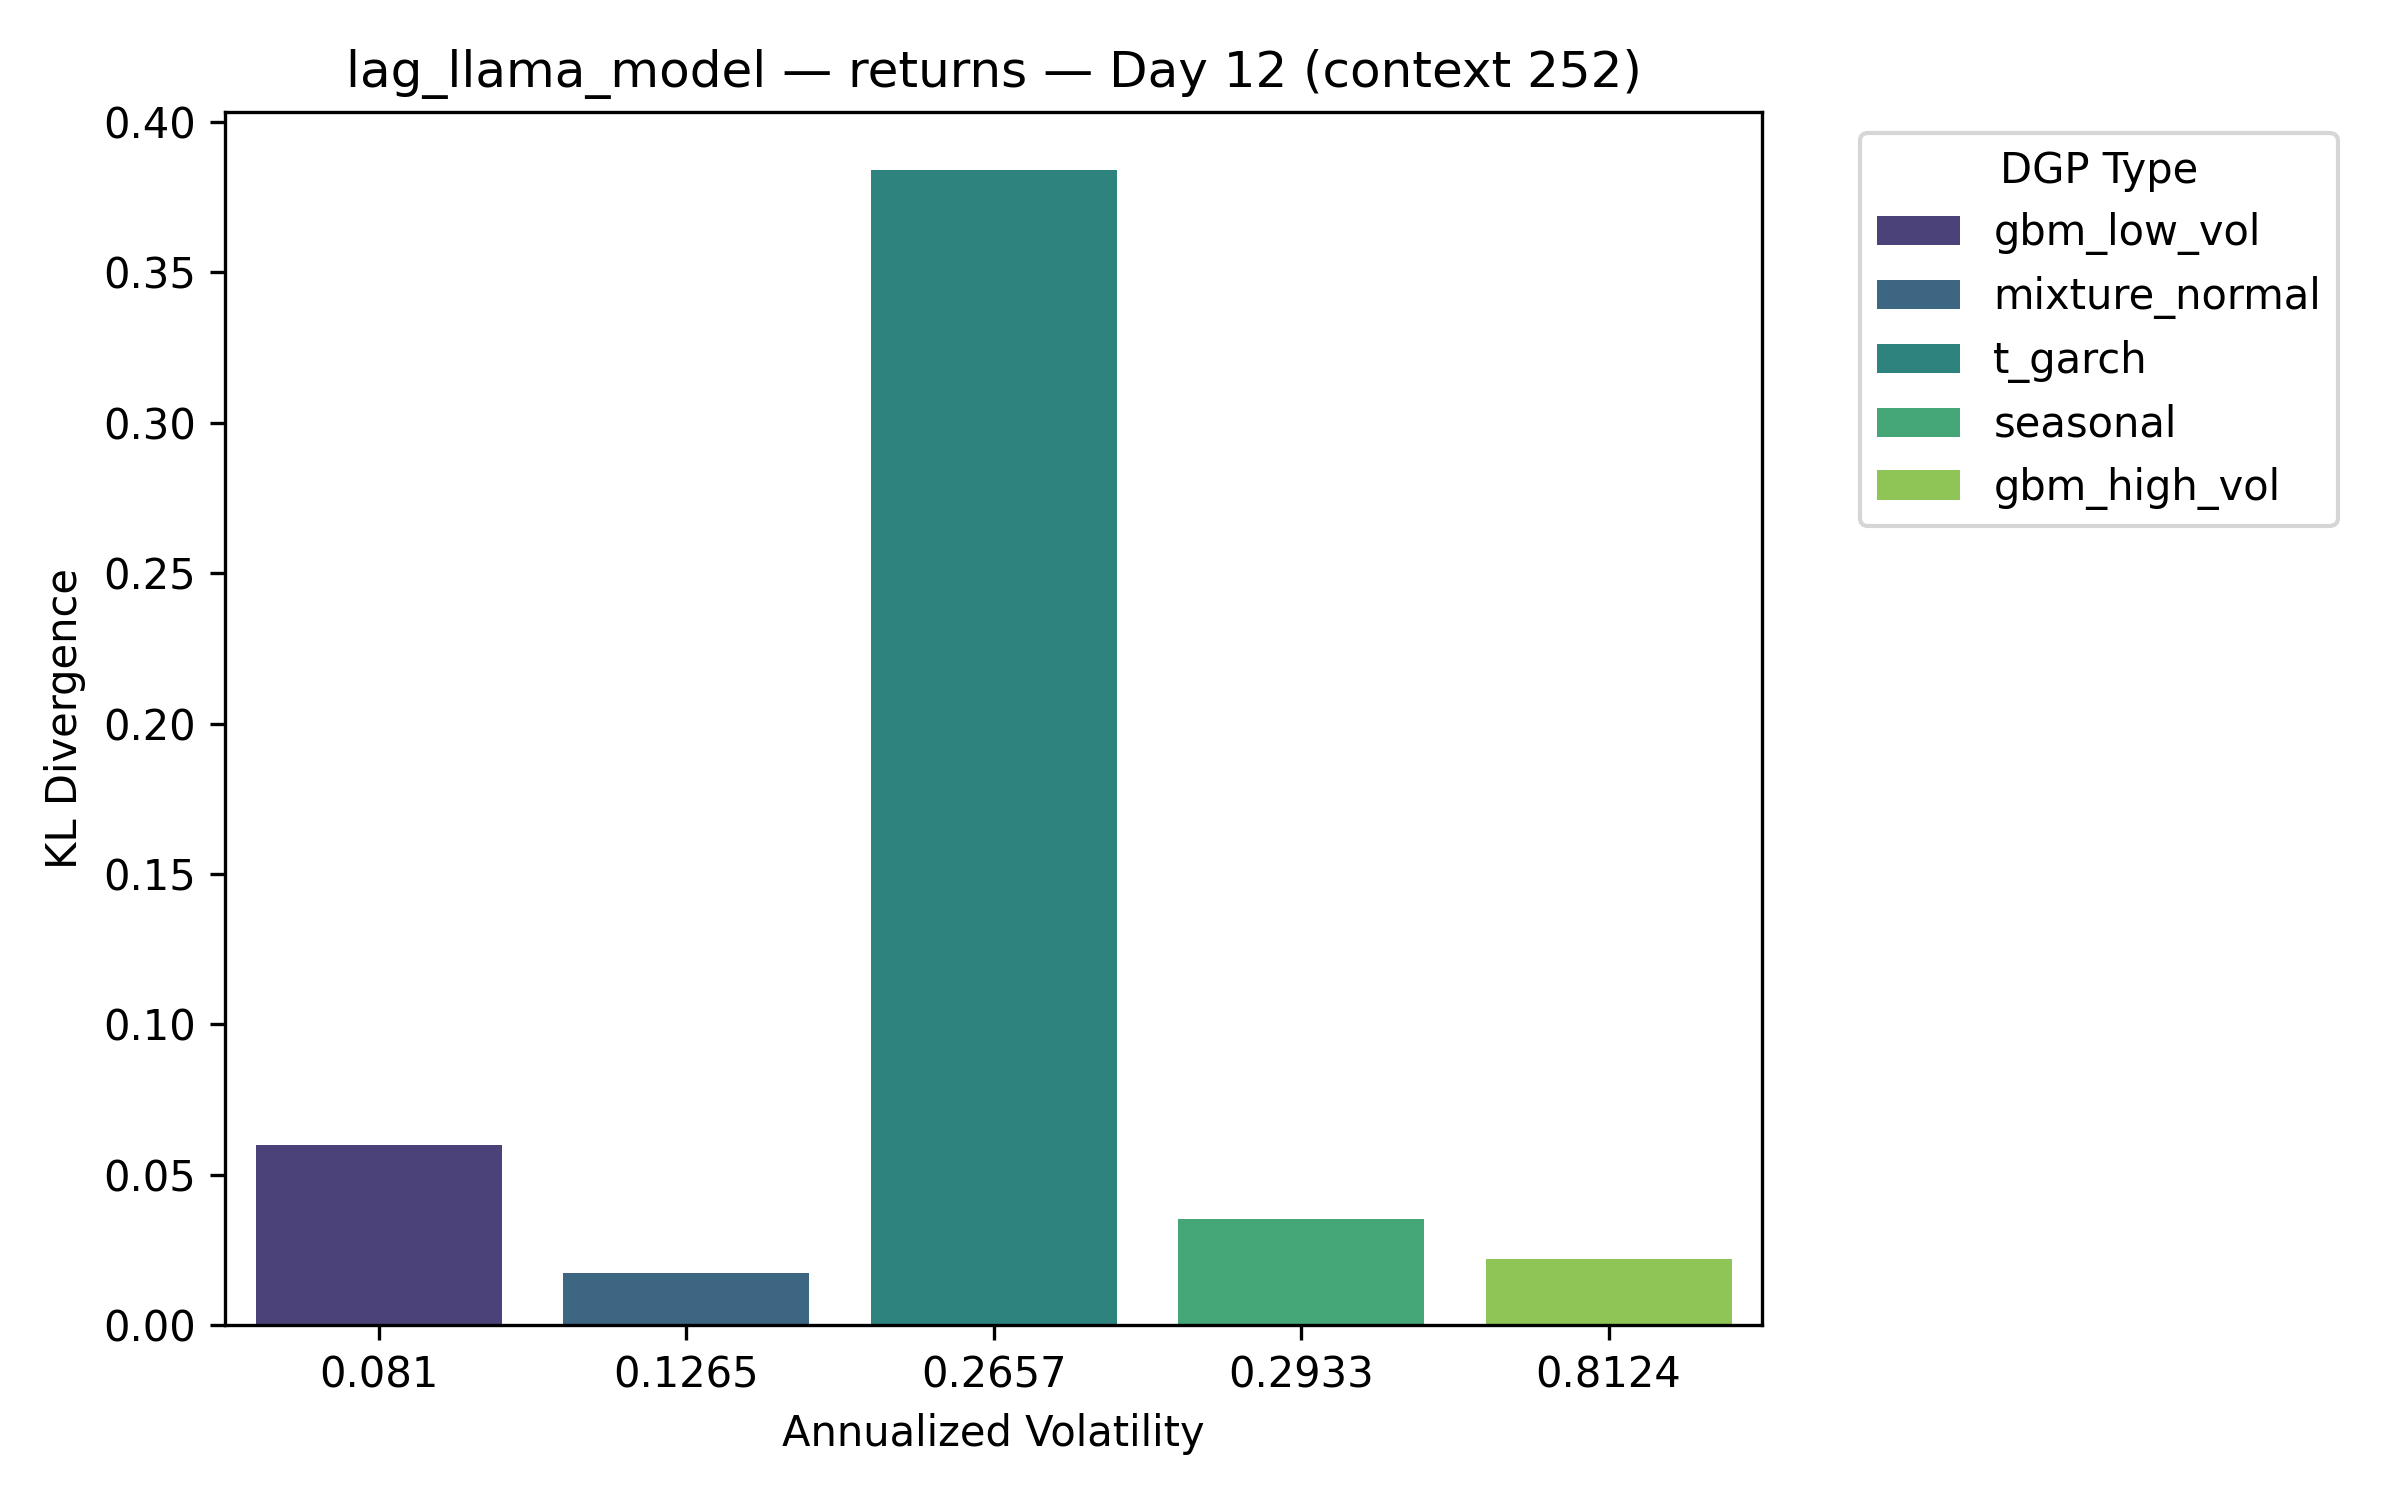 lag_llama_model — returns — Day 12 (context 252)
KL Divergence
0.40
0.35
0.30
0.25
0.20
0.15
0.10
0.05
0.00
0.081 0.1265 0.2657 0.2933 0.8124
Annualized Volatility
DGP Type
gbm_low_vol
mixture_normal
t_garch
seasonal
gbm_high_vol